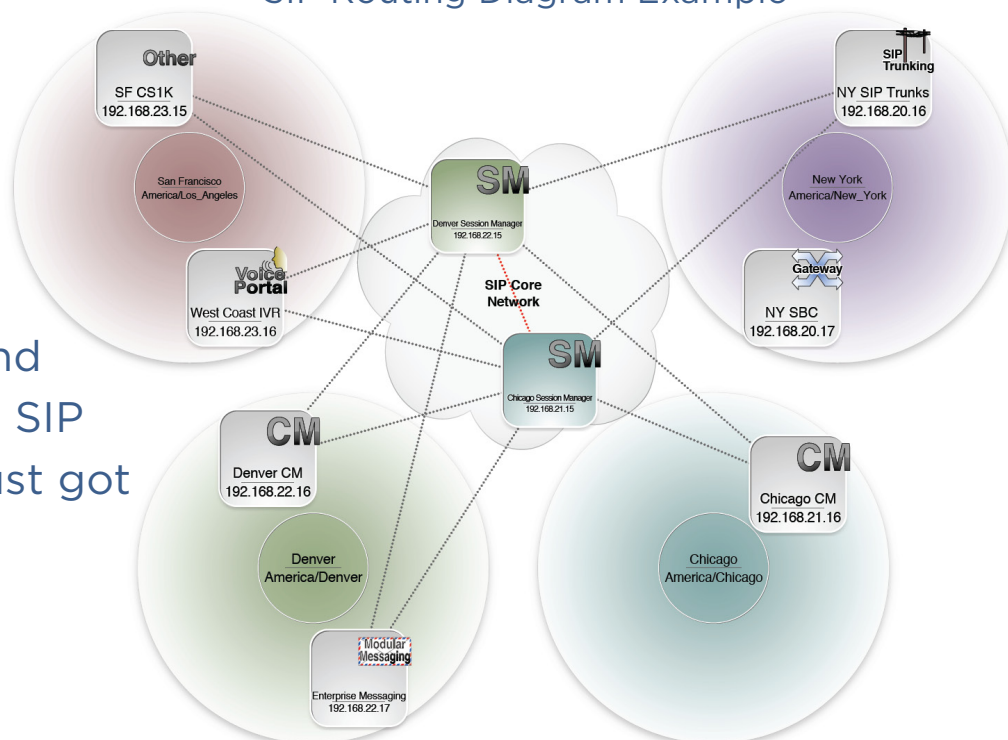 SIP Routing Diagram Example
Other
SF CS1K
192.168.23.15
San Francisco
America/Los_Angeles
Voice
Portal
West Coast IVR
192.168.23.16
SM
Denver Session Manager
192.168.22.15
SIP Core
Network
SM
Chicago Session Manager
192.168.21.15
SIP
Trunking
NY SIP Trunks
192.168.20.16
New York
America/New_York
Gateway
NY SBC
192.168.20.17
nd
SIP
ust got
CM
Denver CM
192.168.22.16
Denver
America/Denver
Modular
Messaging
Enterprise Messaging
192.168.22.17
CM
Chicago CM
192.168.21.16
Chicago
America/Chicago